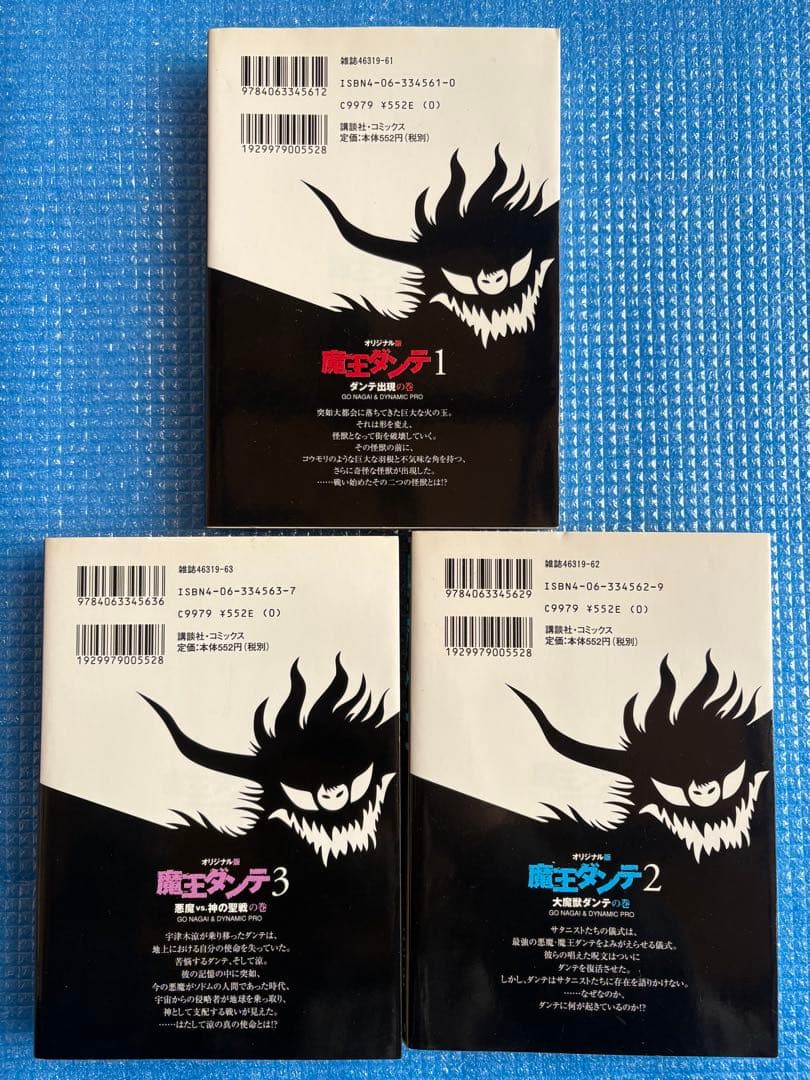 雑誌46319-61
ISBN4-06-334561-0
9784063345612
C9979 ¥552E (0)
講談社・コミックス
定価:本体552円(税別)
1929979005528
オリジナル版
魔王ダンテ1
ダンテ出現の巻
GO NAGAI & DYNAMIC PRO
突如大都会に落ちてきた巨大な火の玉。
それは形を変え、
怪獣となって街を破壊していく。
その怪獣の前に、
コウモリのような巨大な羽根と不気味な角を持つ、
さらに奇怪な怪獣が出現した。
……戦い始めたその二つの怪獣とは!?
雑誌46319-63
ISBN4-06-334563-7
9784063345636
C9979 ¥552E (0)
講談社・コミックス
定価:本体552円(税別)
1929979005528
オリジナル版
魔王ダンテ3
悪魔vs.神の聖戦の巻
GO NAGAI & DYNAMIC PRO
宇津木涼が乗り移ったダンテは、
地上における自分の使命を失っていた。
苦悩するダンテ、そして涼。
彼の記憶の中に突如、
今の悪魔がソドムの人間であった時代、
宇宙からの侵略者が地球を乗っ取り、
神として支配する戦いが見えた。
……はたして涼の真の使命とは!?
雑誌46319-62
ISBN4-06-334562-9
9784063345629
C9979 ¥552E (0)
講談社・コミックス
定価:本体552円(税別)
1929979005528
オリジナル版
魔王ダンテ2
大魔獣ダンテの巻
GO NAGAI & DYNAMIC PRO
サタニストたちの儀式は、
最強の悪魔・魔王ダンテをよみがえらせる儀式。
彼らの唱えた呪文はついに
ダンテを復活させた。
しかし、ダンテはサタニストたちに存在を語りかけない。
……なぜなのか、
ダンテに何が起きているのか!?